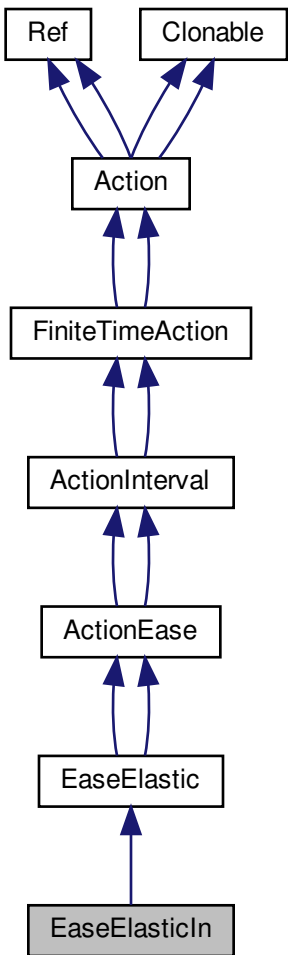 Ref
Clonable
Action
FiniteTimeAction
ActionInterval
ActionEase
EaseElastic
EaseElasticIn